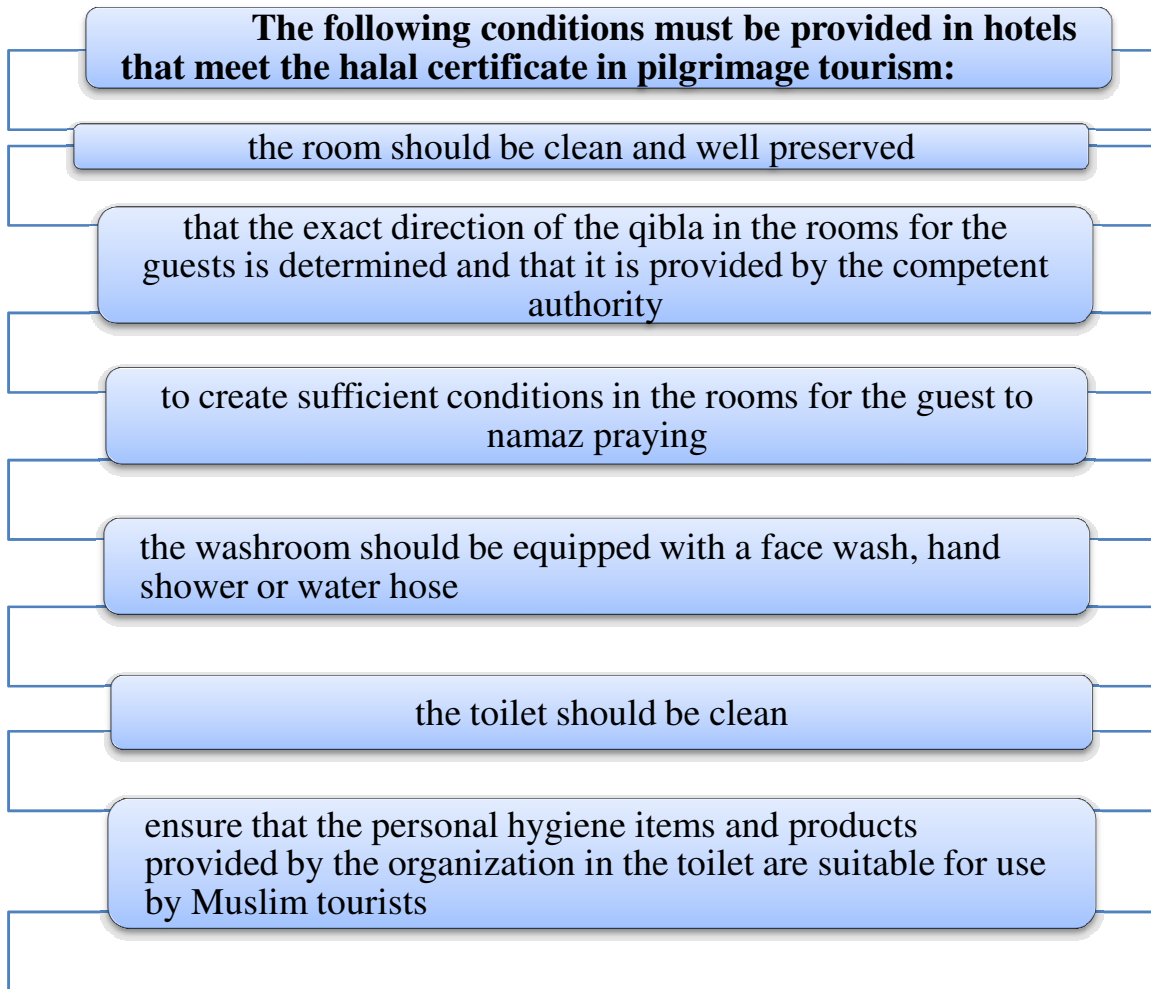 The following conditions must be provided in hotels
that meet the halal certificate in pilgrimage tourism:
the room should be clean and well preserved
that the exact direction of the qibla in the rooms for the
guests is determined and that it is provided by the competent
authority
to create sufficient conditions in the rooms for the guest to
namaz praying
the washroom should be equipped with a face wash, hand
shower or water hose
the toilet should be clean
ensure that the personal hygiene items and products
provided by the organization in the toilet are suitable for use
by Muslim tourists